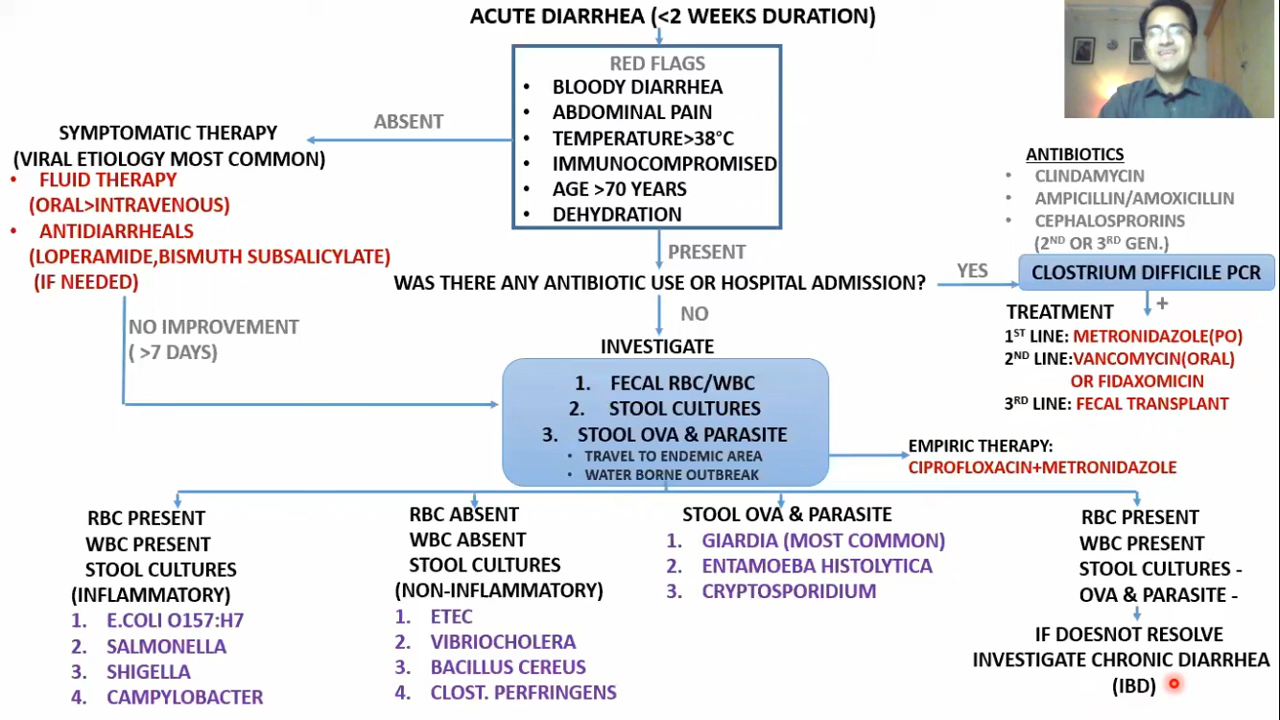 ACUTE DIARRHEA (<2 WEEKS DURATION)
RED FLAGS
• BLOODY DIARRHEA
• ABDOMINAL PAIN
• TEMPERATURE>38°C
• IMMUNOCOMPROMISED
• AGE >70 YEARS
• DEHYDRATION
ABSENT
SYMPTOMATIC THERAPY
(VIRAL ETIOLOGY MOST COMMON)
• FLUID THERAPY
(ORAL>INTRAVENOUS)
• ANTIDIARRHEALS
(LOPERAMIDE,BISMUTH SUBSALICYLATE)
(IF NEEDED)
NO IMPROVEMENT
( >7 DAYS)
PRESENT
WAS THERE ANY ANTIBIOTIC USE OR HOSPITAL ADMISSION?
YES
ANTIBIOTICS
• CLINDAMYCIN
• AMPICILLIN/AMOXICILLIN
• CEPHALOSPRORINS
(2ND OR 3RD GEN.)
CLOSTRIUM DIFFICILE PCR
+
TREATMENT
1ST LINE: METRONIDAZOLE(PO)
2ND LINE:VANCOMYCIN(ORAL)
OR FIDAXOMICIN
3RD LINE: FECAL TRANSPLANT
NO
INVESTIGATE
1. FECAL RBC/WBC
2. STOOL CULTURES
3. STOOL OVA & PARASITE
• TRAVEL TO ENDEMIC AREA
• WATER BORNE OUTBREAK
EMPIRIC THERAPY:
CIPROFLOXACIN+METRONIDAZOLE
RBC PRESENT
WBC PRESENT
STOOL CULTURES
(INFLAMMATORY)
1. E.COLI O157:H7
2. SALMONELLA
3. SHIGELLA
4. CAMPYLOBACTER
RBC ABSENT
WBC ABSENT
STOOL CULTURES
(NON-INFLAMMATORY)
1. ETEC
2. VIBRIOCHOLERA
3. BACILLUS CEREUS
4. CLOST. PERFRINGENS
STOOL OVA & PARASITE
1. GIARDIA (MOST COMMON)
2. ENTAMOEBA HISTOLYTICA
3. CRYPTOSPORIDIUM
RBC PRESENT
WBC PRESENT
STOOL CULTURES -
OVA & PARASITE -
IF DOESNOT RESOLVE
INVESTIGATE CHRONIC DIARRHEA
(IBD)